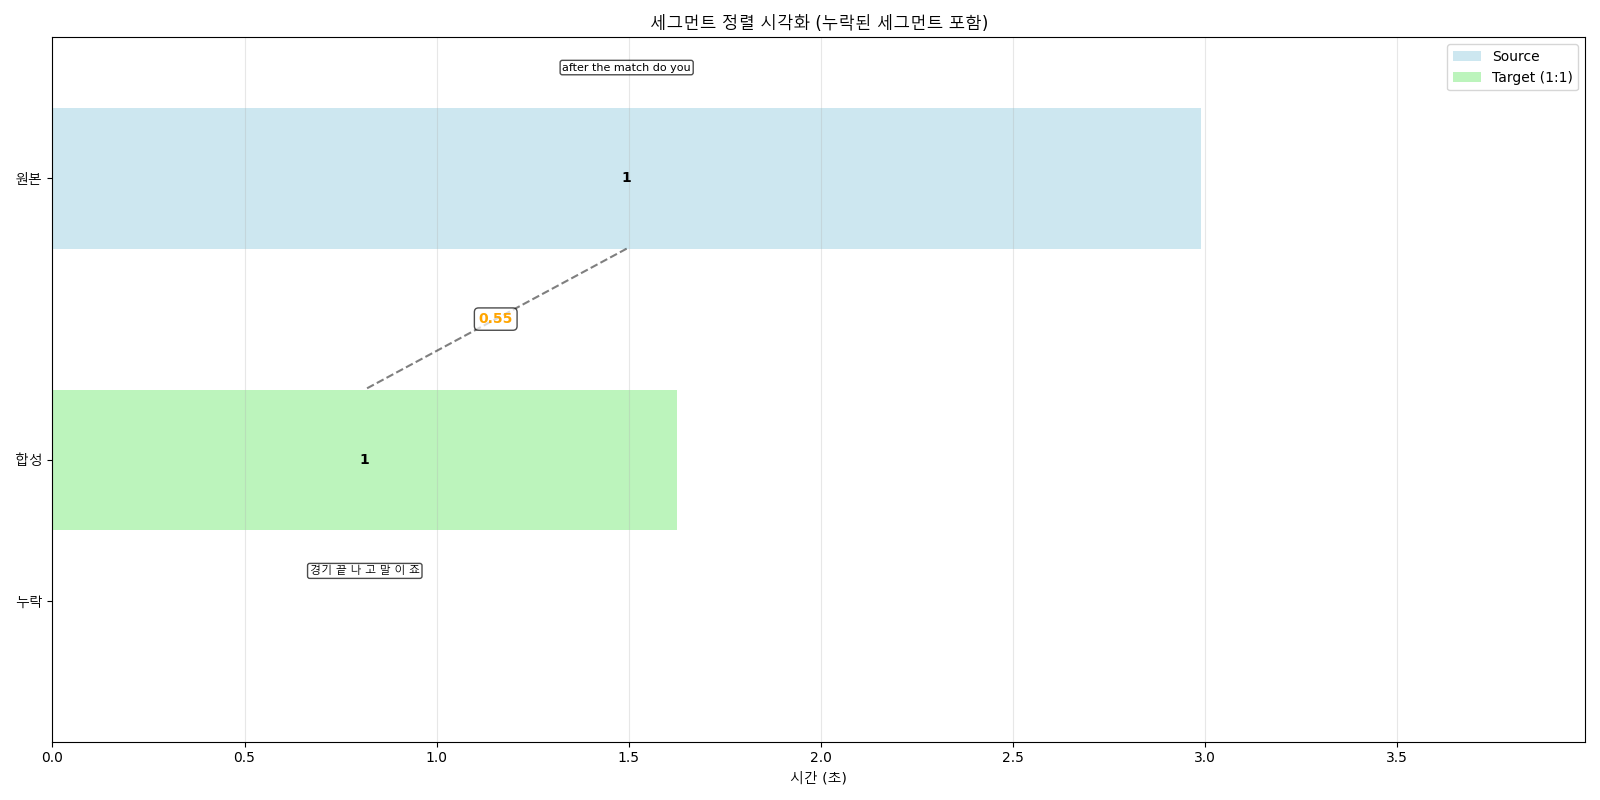 세그먼트 정렬 시각화 (누락된 세그먼트 포함)
Source
Target (1:1)
after the match do you
원본
1
0.55
합성
1
경기 끝 나 고 말 이 죠
누락
0.0 0.5 1.0 1.5 2.0 2.5 3.0 3.5
시간 (초)